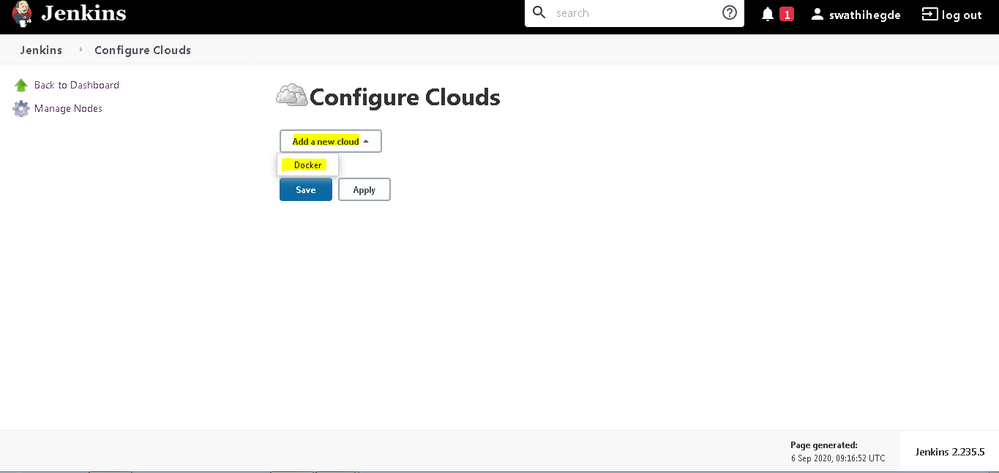 Jenkins
search
1
swathihegde
log out
Jenkins
Configure Clouds
Back to Dashboard
Manage Nodes
Configure Clouds
Add a new cloud
Docker
Save
Apply
Page generated:
6 Sep 2020, 09:16:52 UTC
Jenkins 2.235.5